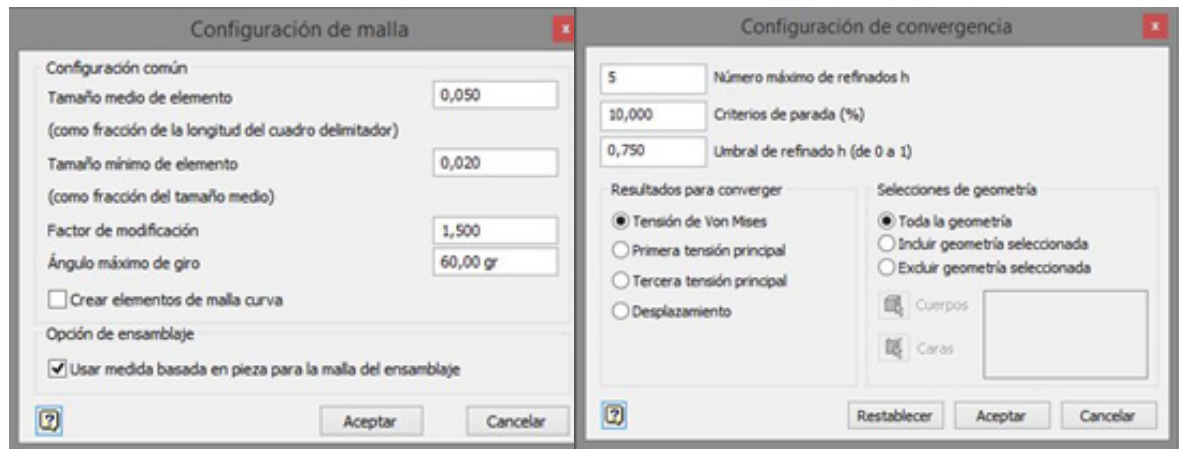 Configuración de malla
Configuración común
Tamaño medio de elemento 0,050
(como fracción de la longitud del cuadro delimitador)
Tamaño mínimo de elemento 0,020
(como fracción del tamaño medio)
Factor de modificación 1,500
Ángulo máximo de giro 60,00 gr
Crear elementos de malla curva
Opción de ensamblaje
Usar medida basada en pieza para la malla del ensamblaje
Aceptar Cancelar
Configuración de convergencia
5 Número máximo de refinados h
10,000 Criterios de parada (%)
0,750 Umbral de refinado h (de 0 a 1)
Resultados para converger
Tensión de Von Mises
Primera tensión principal
Tercera tensión principal
Desplazamiento
Selecciones de geometría
Toda la geometría
Incluir geometría seleccionada
Excluir geometría seleccionada
Cuerpos
Caras
Restablecer Aceptar Cancelar